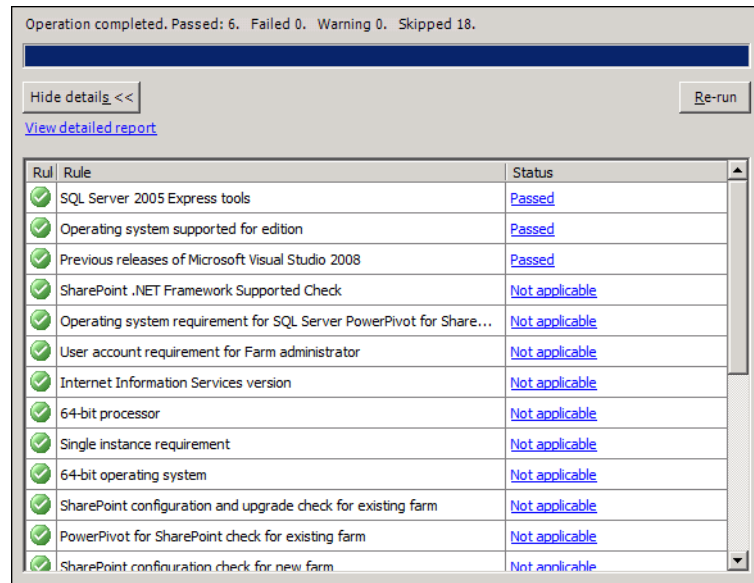 Operation completed. Passed: 6. Failed 0. Warning 0. Skipped 18.
Hide details <<
Re-run
View detailed report
Rul Rule Status
SQL Server 2005 Express tools Passed
Operating system supported for edition Passed
Previous releases of Microsoft Visual Studio 2008 Passed
SharePoint .NET Framework Supported Check Not applicable
Operating system requirement for SQL Server PowerPivot for Share... Not applicable
User account requirement for Farm administrator Not applicable
Internet Information Services version Not applicable
64-bit processor Not applicable
Single instance requirement Not applicable
64-bit operating system Not applicable
SharePoint configuration and upgrade check for existing farm Not applicable
PowerPivot for SharePoint check for existing farm Not applicable
SharePoint configuration check for new farm Not applicable